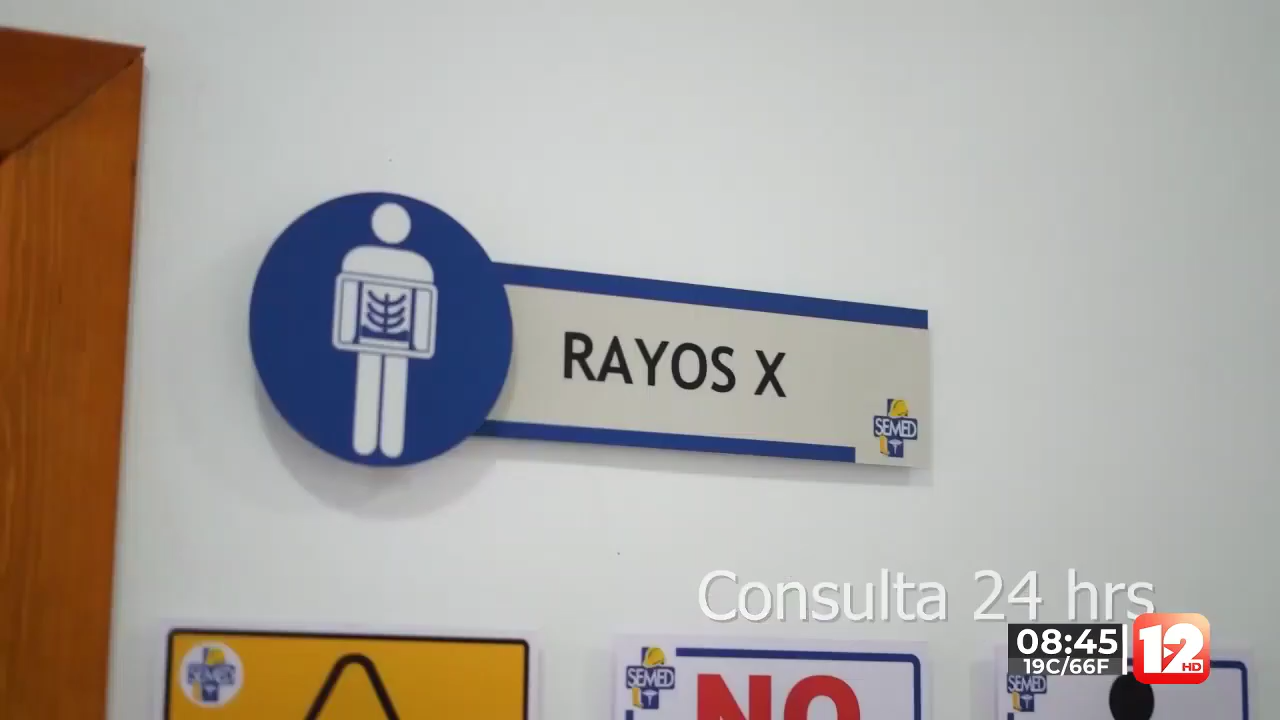 RAYOS X
SEMED
Consulta 24 hrs
08:45
19C/66F
12
HD
SEMED
SEMED
NO
SEMED